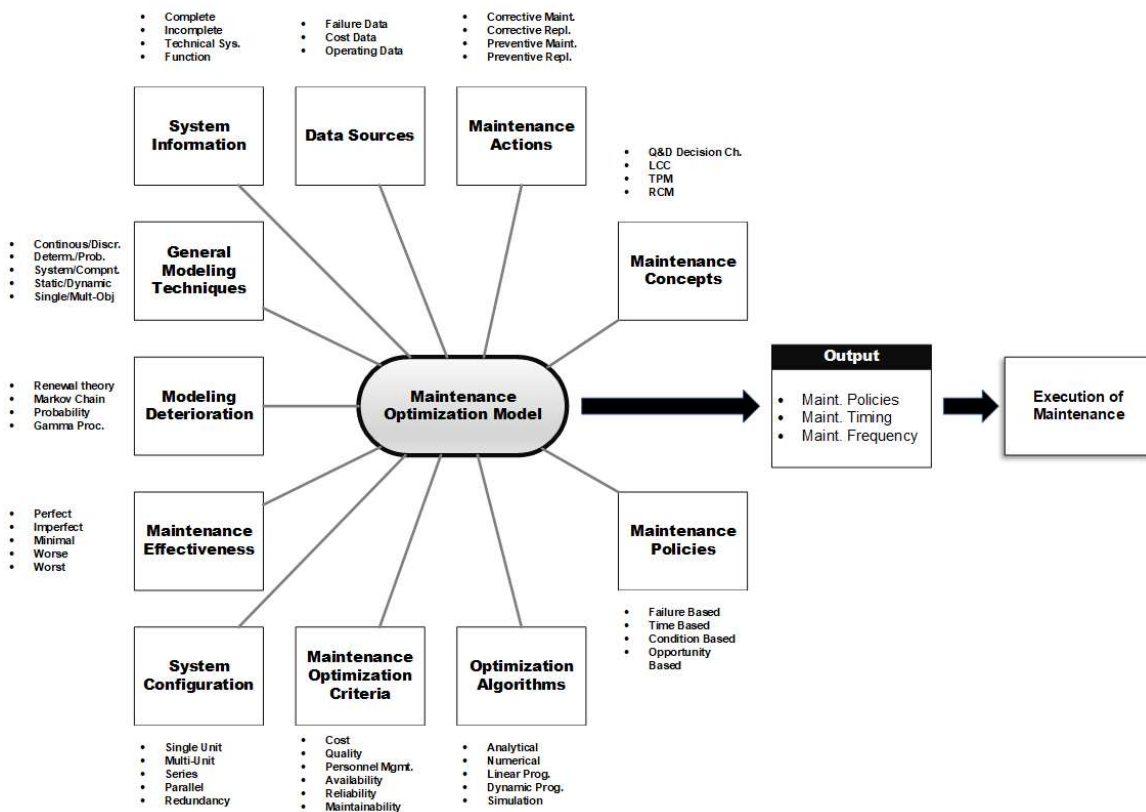 • Complete
• Incomplete
• Technical Sys.
• Function
• Failure Data
• Cost Data
• Operating Data
• Corrective Maint.
• Corrective Repl.
• Preventive Maint.
• Preventive Repl.
System
Information
Data Sources
Maintenance
Actions
• Q&D Decision Ch.
• LCC
• TPM
• RCM
• Continous/Discr.
• Determ./Prob.
• System/Compnt.
• Static/Dynamic
• Single/Mult-Obj
General
Modeling
Techniques
Maintenance
Concepts
• Renewal theory
• Markov Chain
• Probability
• Gamma Proc.
Modeling
Deterioration
Maintenance
Optimization Model
Output
• Maint. Policies
• Maint. Timing
• Maint. Frequency
Execution of
Maintenance
• Perfect
• Imperfect
• Minimal
• Worse
• Worst
Maintenance
Effectiveness
Maintenance
Policies
• Failure Based
• Time Based
• Condition Based
• Opportunity
Based
System
Configuration
Maintenance
Optimization
Criteria
Optimization
Algorithms
• Single Unit
• Multi-Unit
• Series
• Parallel
• Redundancy
• Cost
• Quality
• Personnel Mgmt.
• Availability
• Reliability
• Maintainability
• Analytical
• Numerical
• Linear Prog.
• Dynamic Prog.
• Simulation